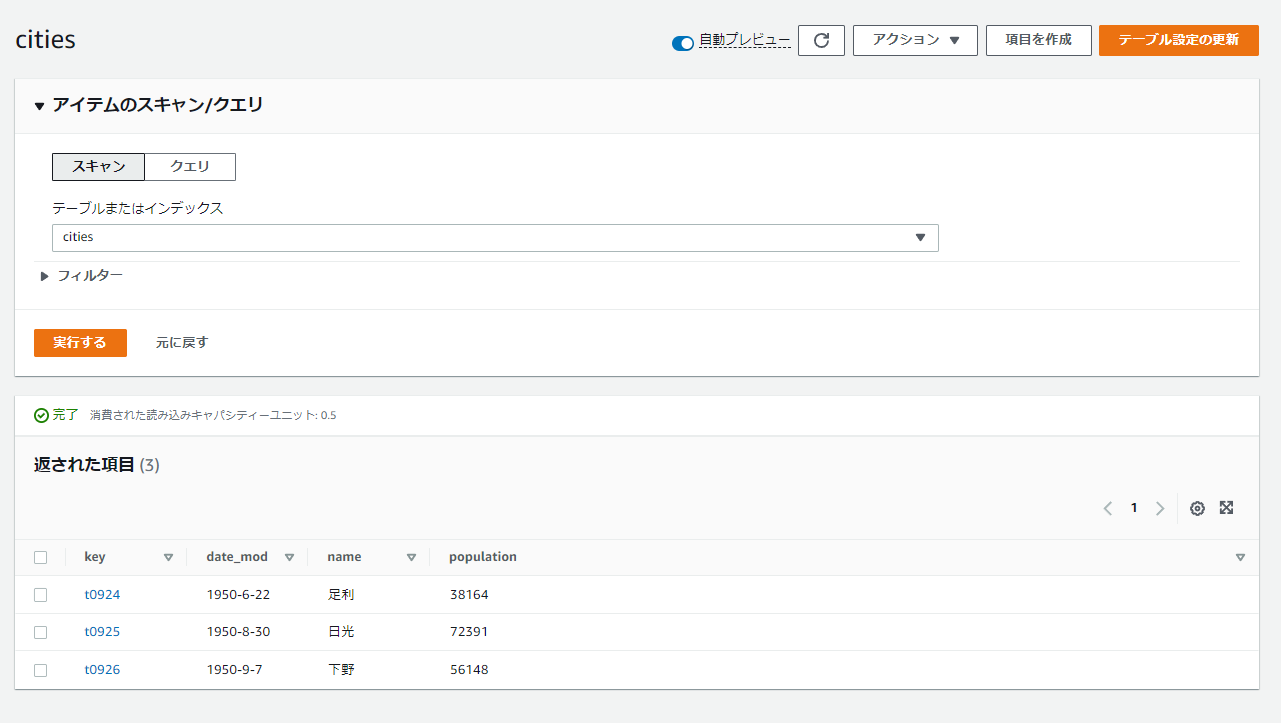 cities
自動プレビュー
アクション
項目を作成
テーブル設定の更新
アイテムのスキャン/クエリ
スキャン
クエリ
テーブルまたはインデックス
cities
フィルター
実行する
元に戻す
完了 消費された読み込みキャパシティーユニット: 0.5
返された項目 (3)
1
key date_mod name population
t0924 1950-6-22 足利 38164
t0925 1950-8-30 日光 72391
t0926 1950-9-7 下野 56148